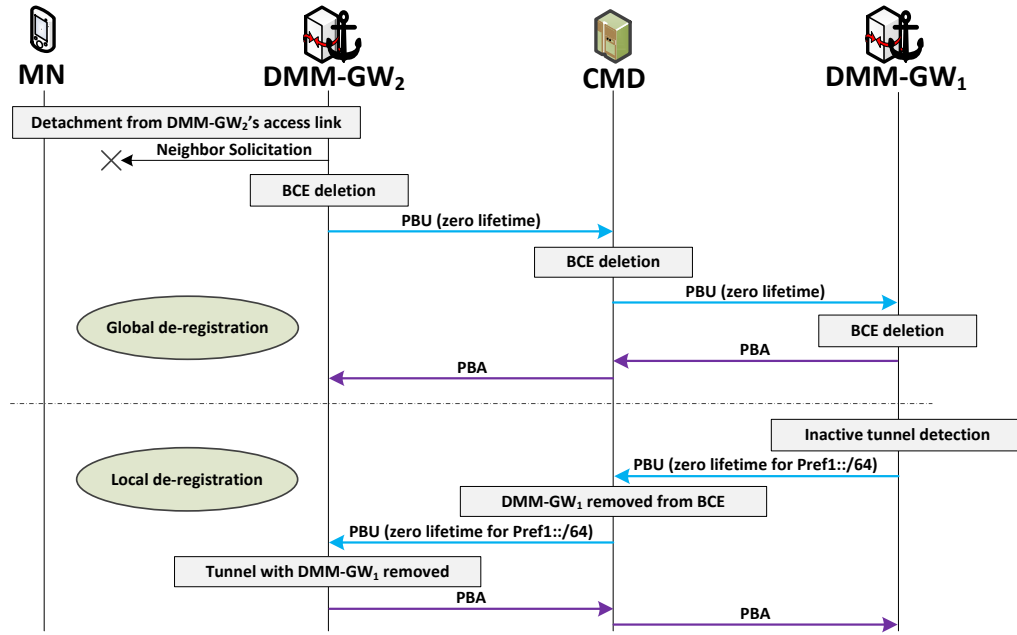 MN
DMM-GW₂
CMD
DMM-GW₁
Detachment from DMM-GW₂'s access link
Neighbor Solicitation
BCE deletion
PBU (zero lifetime)
BCE deletion
PBU (zero lifetime)
Global de-registration
BCE deletion
PBA
PBA
Inactive tunnel detection
PBU (zero lifetime for Pref1::/64)
Local de-registration
DMM-GW₁ removed from BCE
PBU (zero lifetime for Pref1::/64)
Tunnel with DMM-GW₁ removed
PBA
PBA